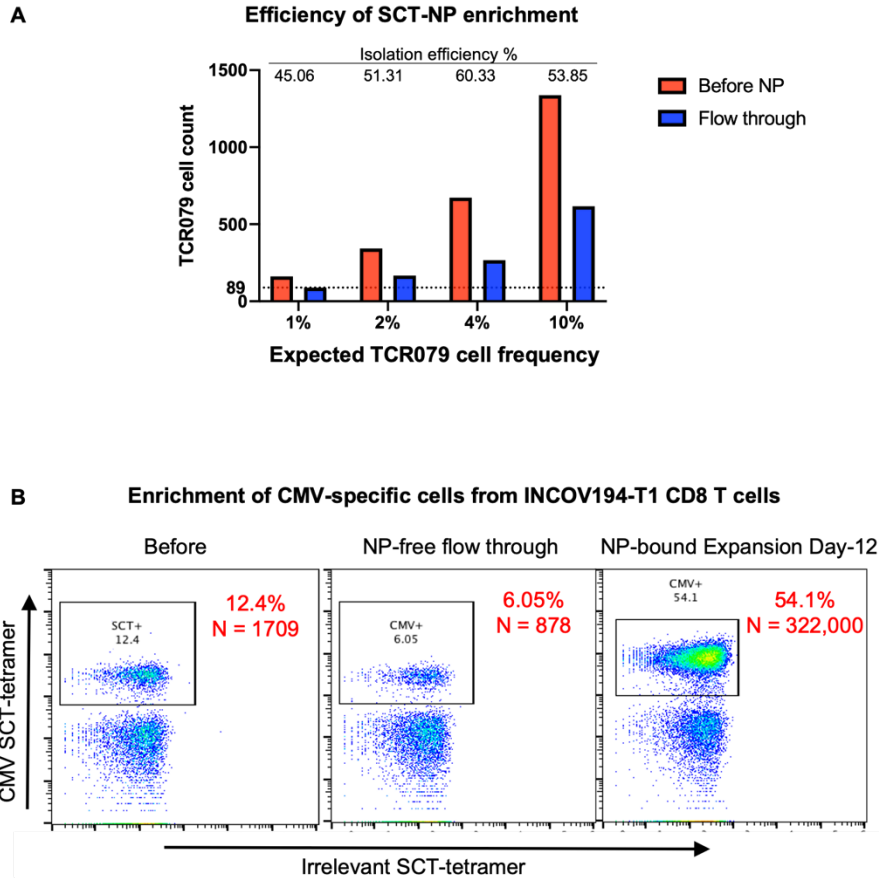 A
Efficiency of SCT-NP enrichment
Isolation efficiency %
45.06 51.31 60.33 53.85
1500
1000
500
89
0
TCR079 cell count
1% 2% 4% 10%
Expected TCR079 cell frequency
Before NP
Flow through
B
Enrichment of CMV-specific cells from INCOV194-T1 CD8 T cells
Before
NP-free flow through
NP-bound Expansion Day-12
SCT+
12.4
12.4%
N = 1709
CMV+
6.05
6.05%
N = 878
CMV+
54.1
54.1%
N = 322,000
CMV SCT-tetramer
Irrelevant SCT-tetramer